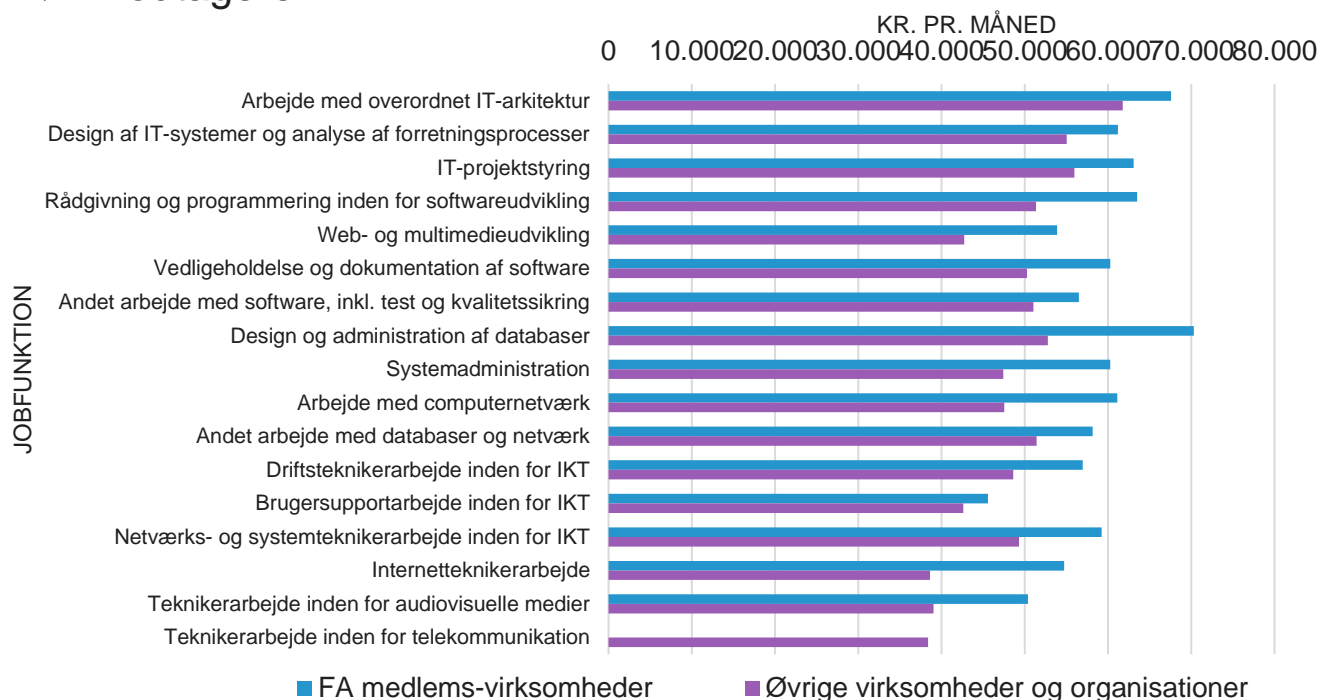 KR. PR. MÅNED
0 10.000 20.000 30.000 40.000 50.000 60.000 70.000 80.000
JOBFUNKTION
Arbejde med overordnet IT-arkitektur
Design af IT-systemer og analyse af forretningsprocesser
IT-projektstyring
Rådgivning og programmering inden for softwareudvikling
Web- og multimedieudvikling
Vedligeholdelse og dokumentation af software
Andet arbejde med software, inkl. test og kvalitetssikring
Design og administration af databaser
Systemadministration
Arbejde med computernetværk
Andet arbejde med databaser og netværk
Driftsteknikerarbejde inden for IKT
Brugersupportarbejde inden for IKT
Netværks- og systemteknikerarbejde inden for IKT
Internetteknikerarbejde
Teknikerarbejde inden for audiovisuelle medier
Teknikerarbejde inden for telekommunikation
FA medlems-virksomheder
Øvrige virksomheder og organisationer